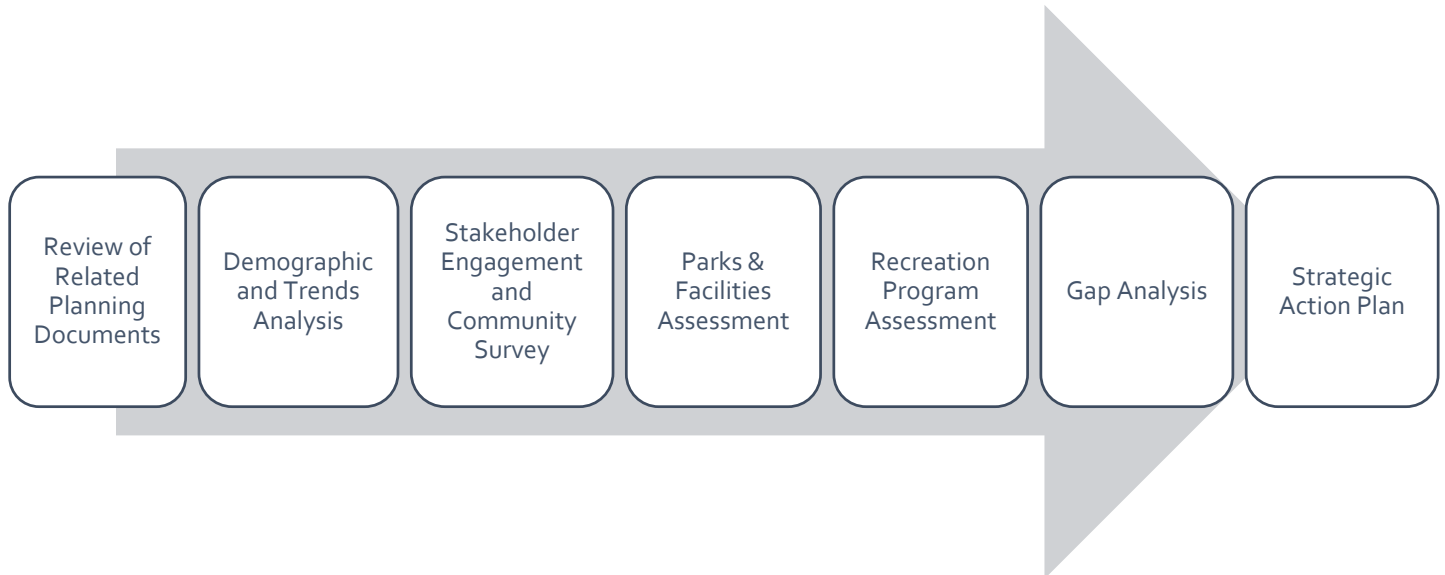 Review of
Related
Planning
Documents
Demographic
and Trends
Analysis
Stakeholder
Engagement
and
Community
Survey
Parks &
Facilities
Assessment
Recreation
Program
Assessment
Gap Analysis
Strategic
Action Plan